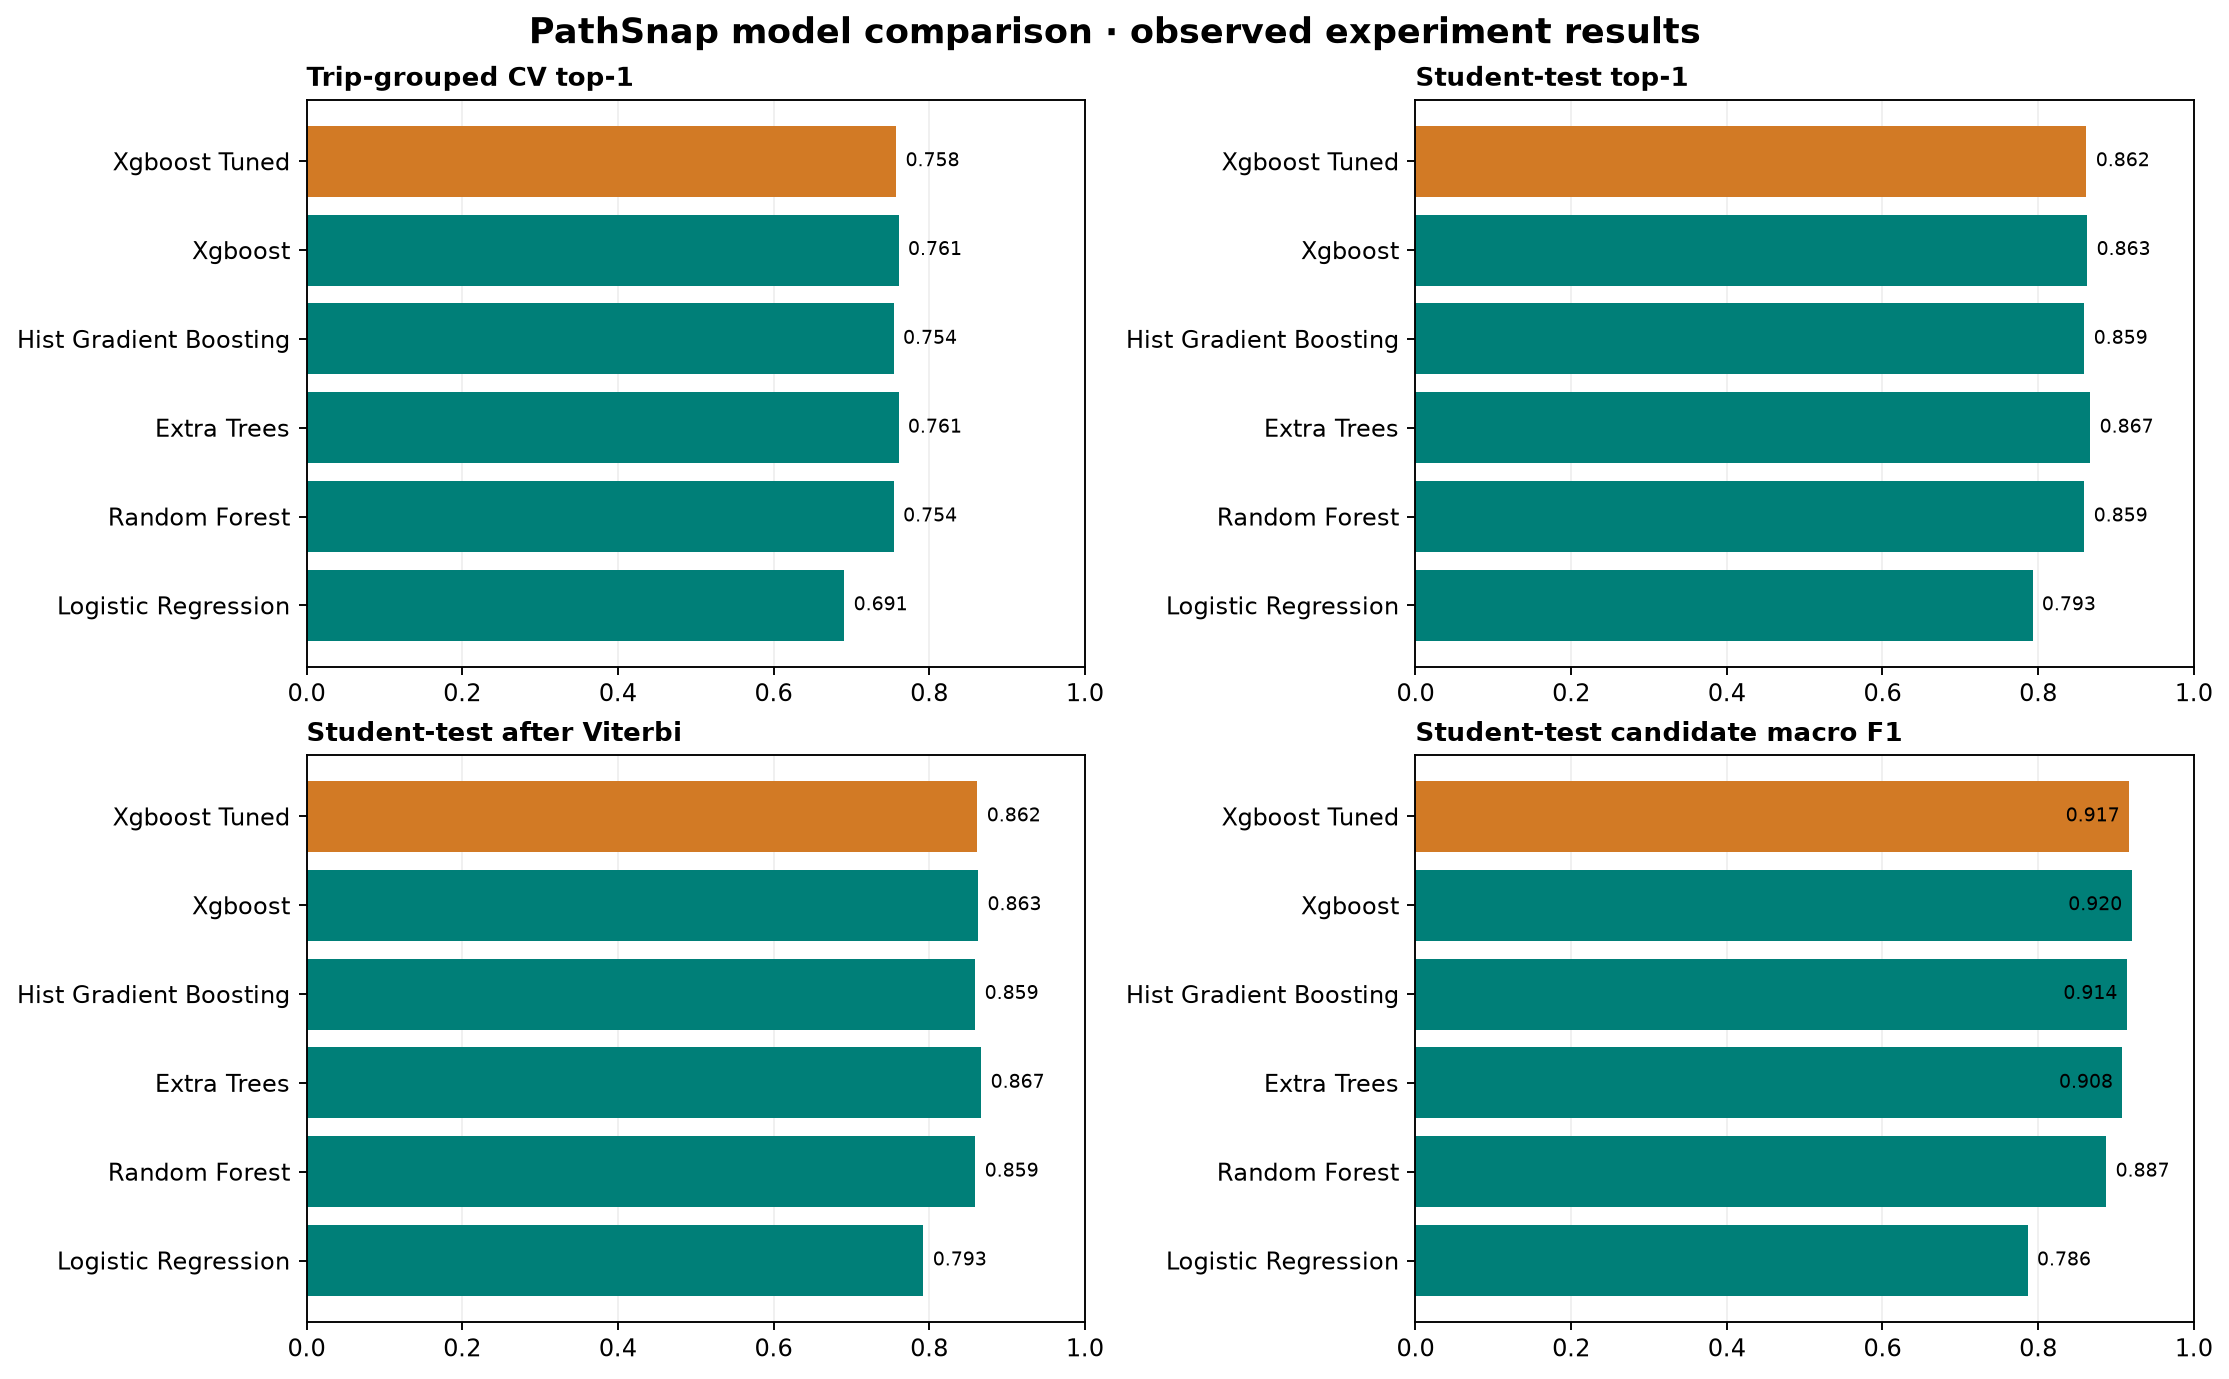 PathSnap model comparison · observed experiment results
Trip-grouped CV top-1
Xgboost Tuned
0.758
Xgboost
0.761
Hist Gradient Boosting
0.754
Extra Trees
0.761
Random Forest
0.754
Logistic Regression
0.691
0.0 0.2 0.4 0.6 0.8 1.0
Student-test top-1
Xgboost Tuned
0.862
Xgboost
0.863
Hist Gradient Boosting
0.859
Extra Trees
0.867
Random Forest
0.859
Logistic Regression
0.793
0.0 0.2 0.4 0.6 0.8 1.0
Student-test after Viterbi
Xgboost Tuned
0.862
Xgboost
0.863
Hist Gradient Boosting
0.859
Extra Trees
0.867
Random Forest
0.859
Logistic Regression
0.793
0.0 0.2 0.4 0.6 0.8 1.0
Student-test candidate macro F1
Xgboost Tuned
0.917
Xgboost
0.920
Hist Gradient Boosting
0.914
Extra Trees
0.908
Random Forest
0.887
Logistic Regression
0.786
0.0 0.2 0.4 0.6 0.8 1.0